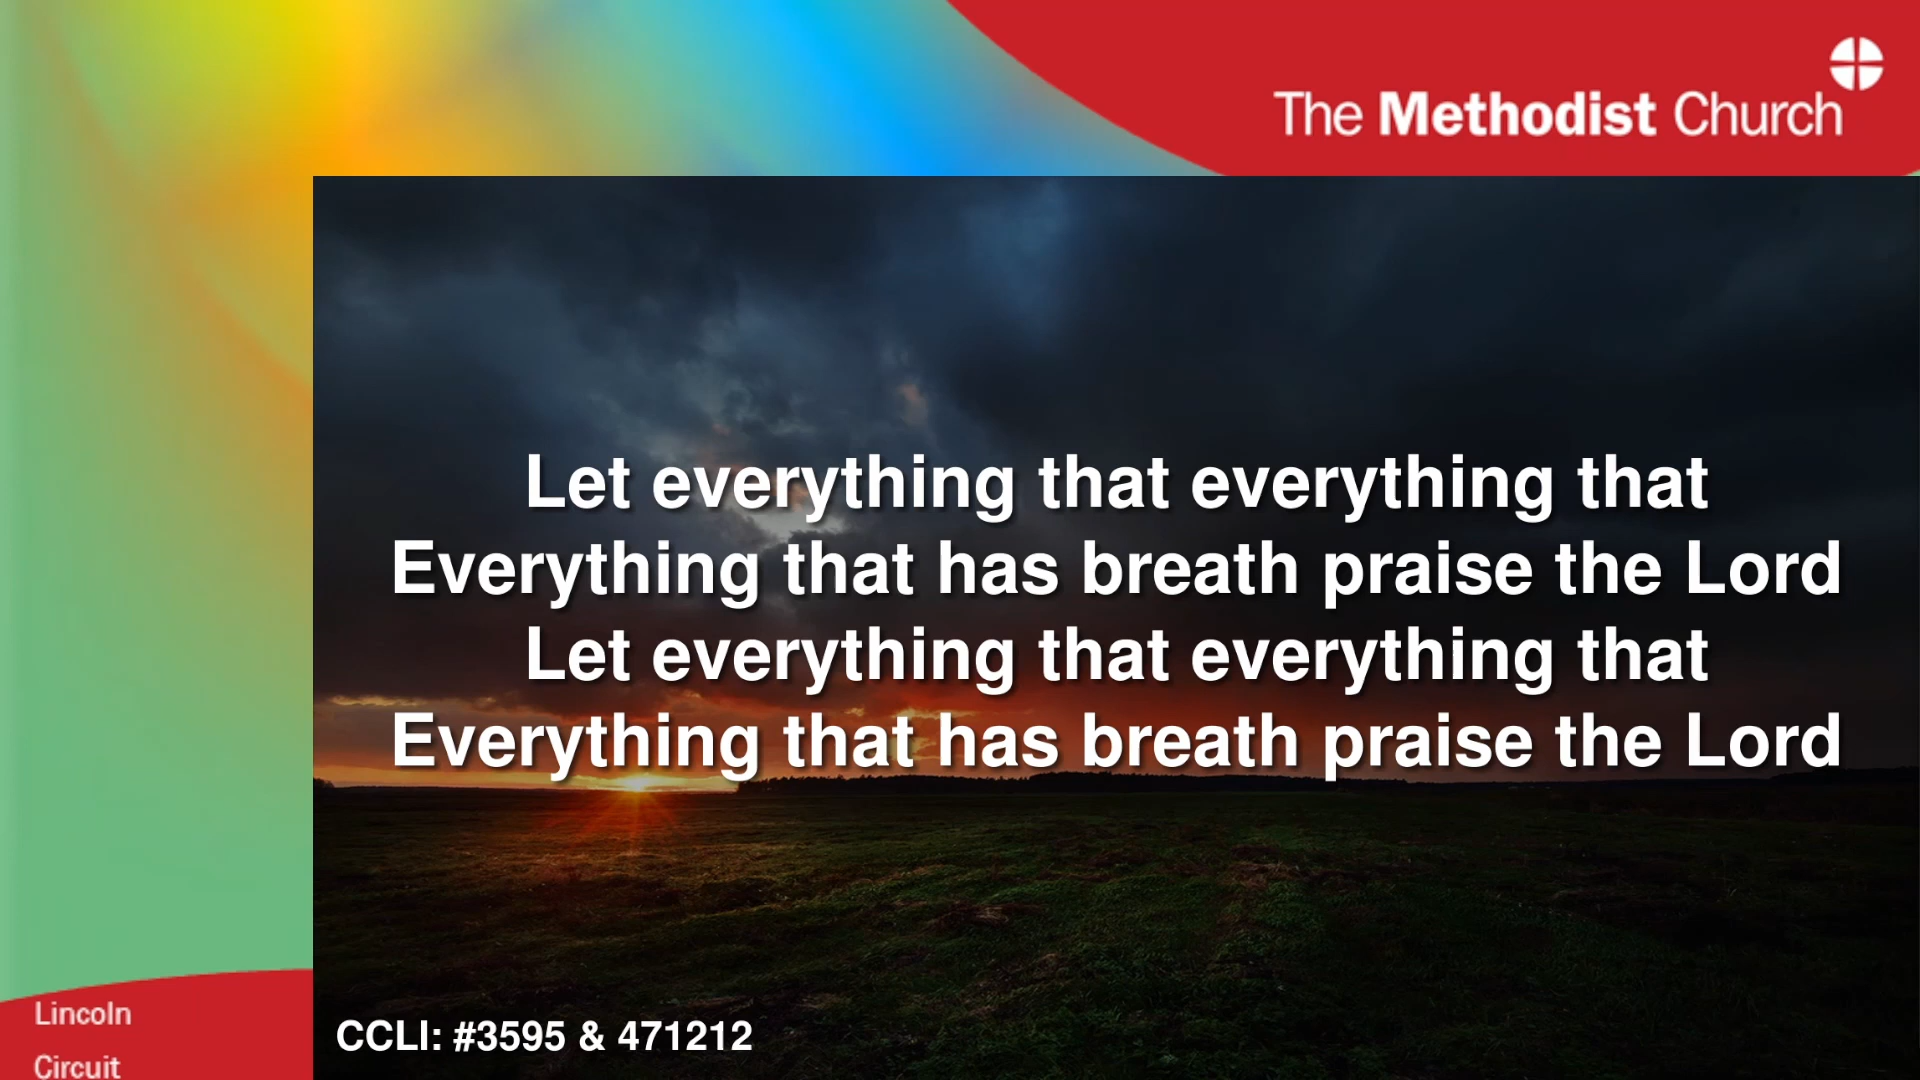 The Methodist Church
Let everything that everything that
Everything that has breath praise the Lord
Let everything that everything that
Everything that has breath praise the Lord
CCLI: #3595 & 471212
Lincoln
Circuit